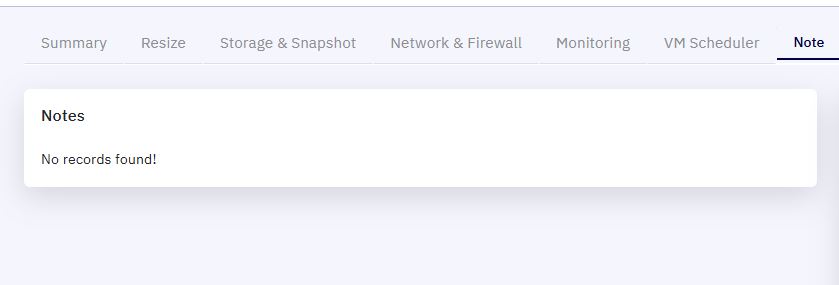 Summary Resize Storage & Snapshot Network & Firewall Monitoring VM Scheduler Note
Notes
No records found!